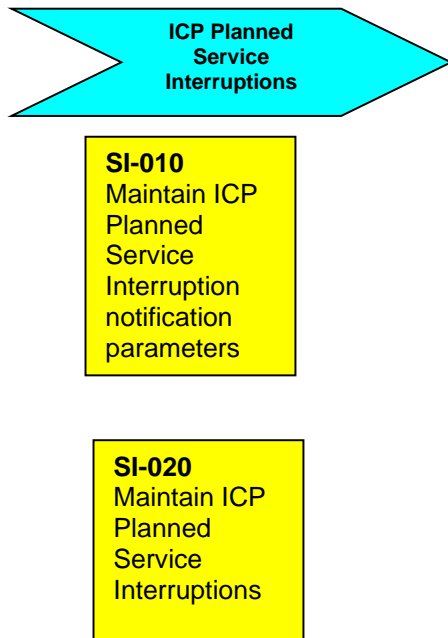 ICP Planned
Service
Interruptions
SI-010
Maintain ICP
Planned
Service
Interruption
notification
parameters
SI-020
Maintain ICP
Planned
Service
Interruptions